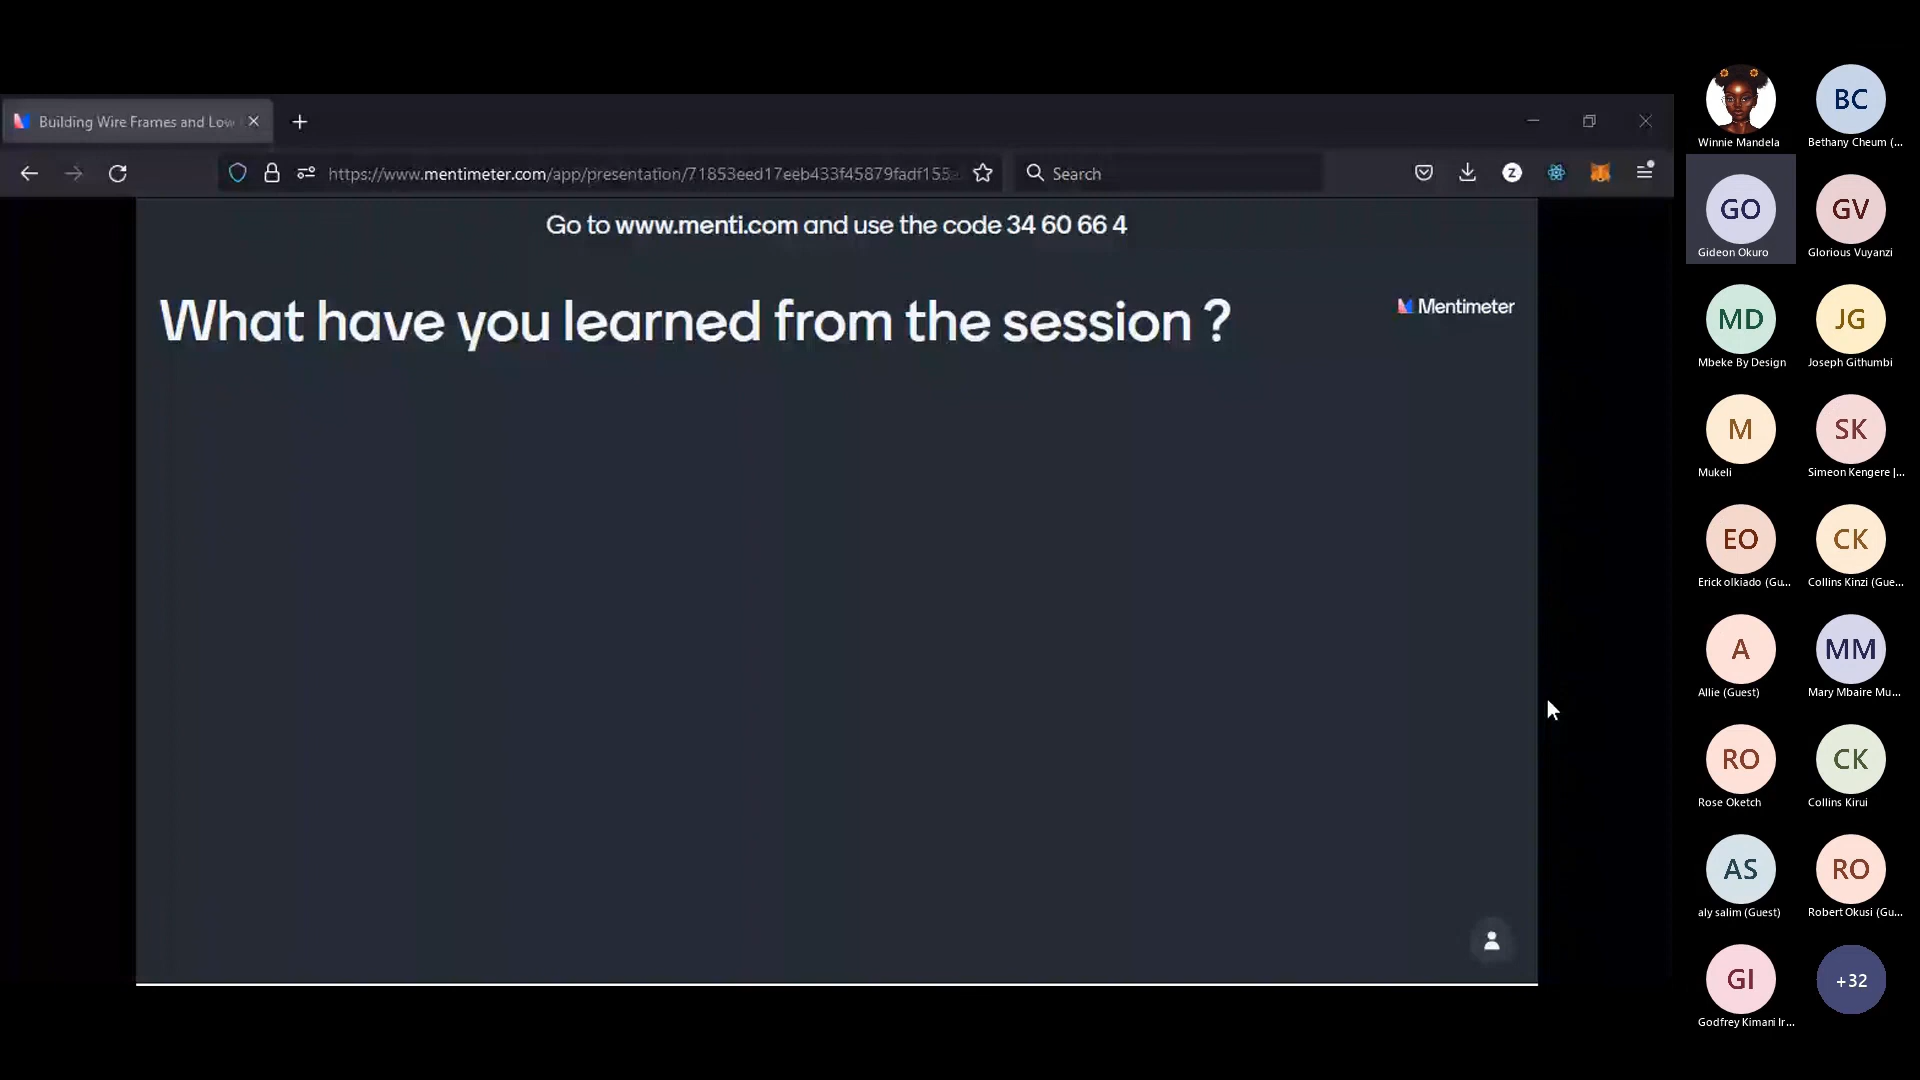 Building Wire Frames and Low
https://www.mentimeter.com/app/presentation/71853eed17eeb433f45879fadf155
Search
Z
Go to www.menti.com and use the code 34 60 66 4
What have you learned from the session ?
Mentimeter
Winnie Mandela
BC
Bethany Cheum (...
GO
Gideon Okuro
GV
Glorious Vuyanzi
MD
Mbeke By Design
JG
Joseph Githumbi
M
Mukeli
SK
Simeon Kengere |...
EO
Erick olkiado (Gu...
CK
Collins Kinzi (Gue...
A
Allie (Guest)
MM
Mary Mbaire Mu...
RO
Rose Oketch
CK
Collins Kirui
AS
aly salim (Guest)
RO
Robert Okusi (Gu...
GI
Godfrey Kimani Ir...
+32